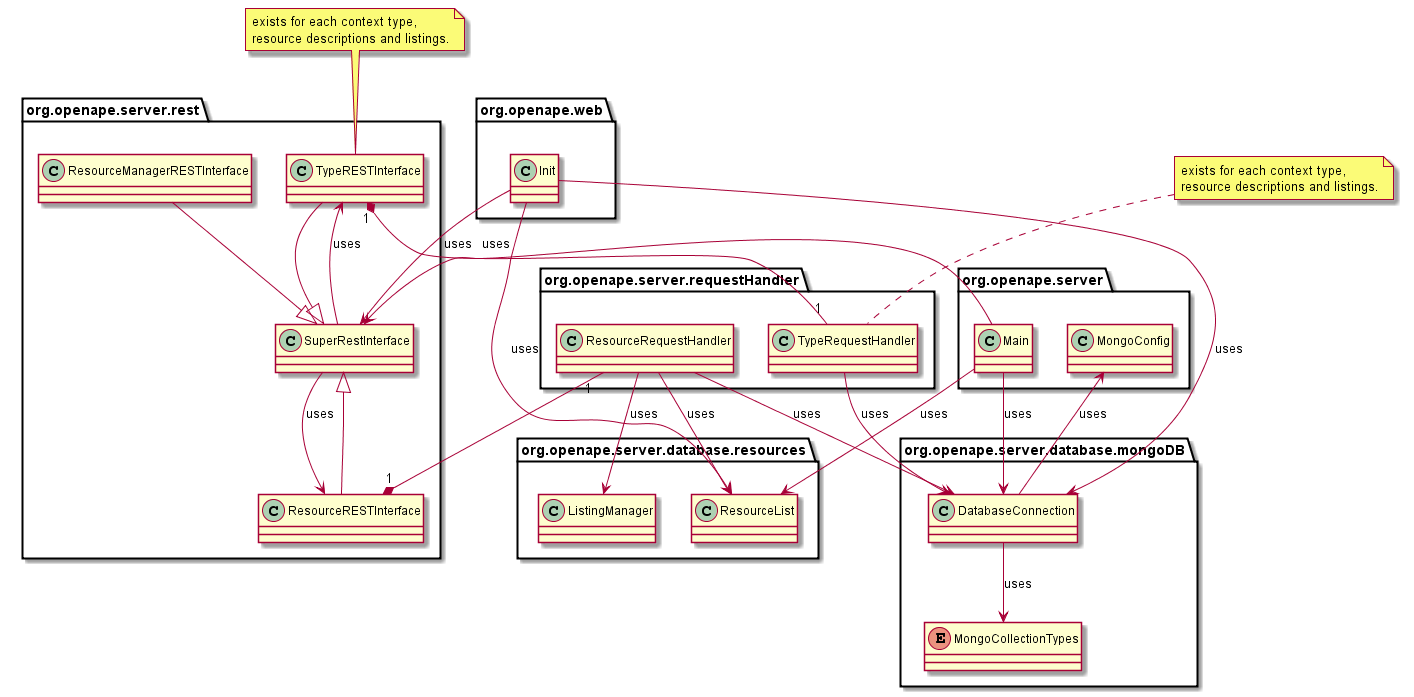 exists for each context type,
resource descriptions and listings.
org.openape.server.rest
org.openape.web
C ResourceManagerRESTInterface
C TypeRESTInterface
C Init
exists for each context type,
resource descriptions and listings.
1
uses
uses
uses
org.openape.server.requestHandler
org.openape.server
1
C SuperRestInterface
C ResourceRequestHandler
C TypeRequestHandler
C Main
C MongoConfig
uses
uses
1
uses
uses
uses
uses
uses
uses
uses
uses
org.openape.server.database.resources
org.openape.server.database.mongoDB
1
C ResourceRESTInterface
C ListingManager
C ResourceList
C DatabaseConnection
uses
E MongoCollectionTypes